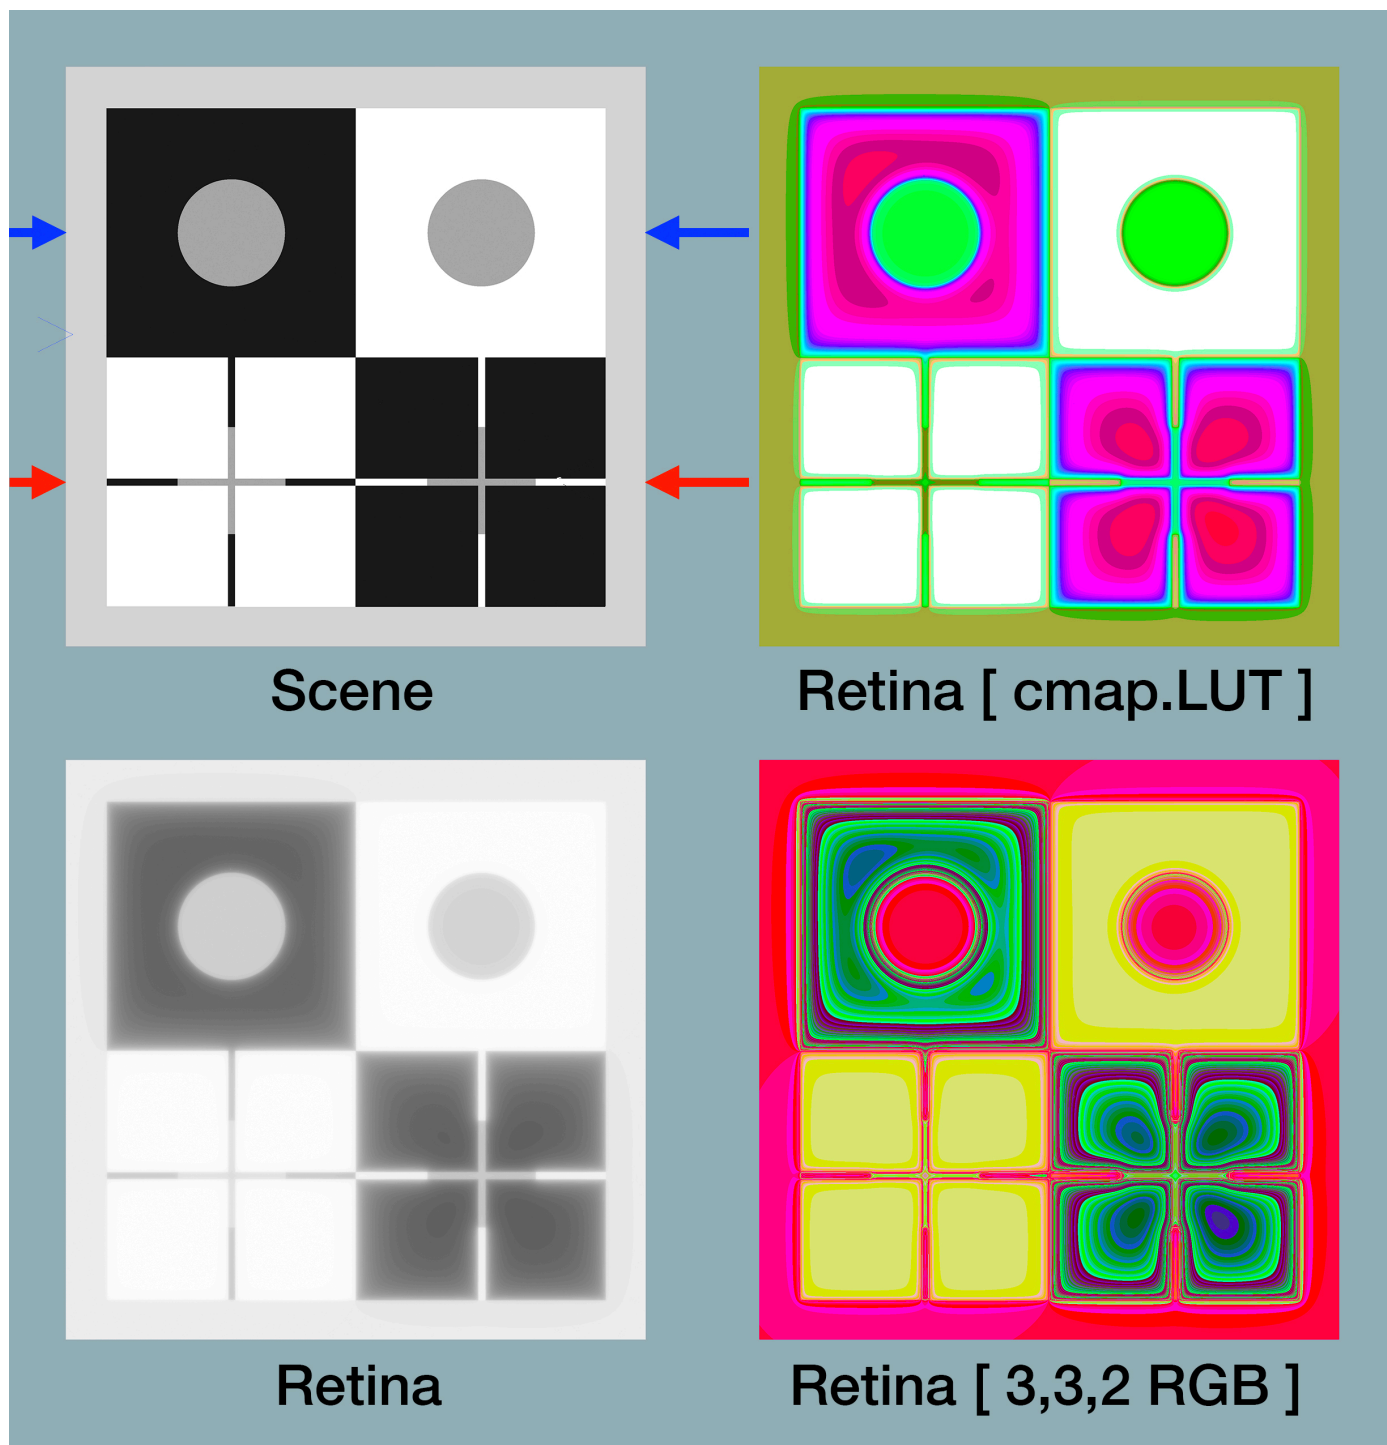 Scene
Retina [ cmap.LUT ]
Retina
Retina [ 3,3,2 RGB ]